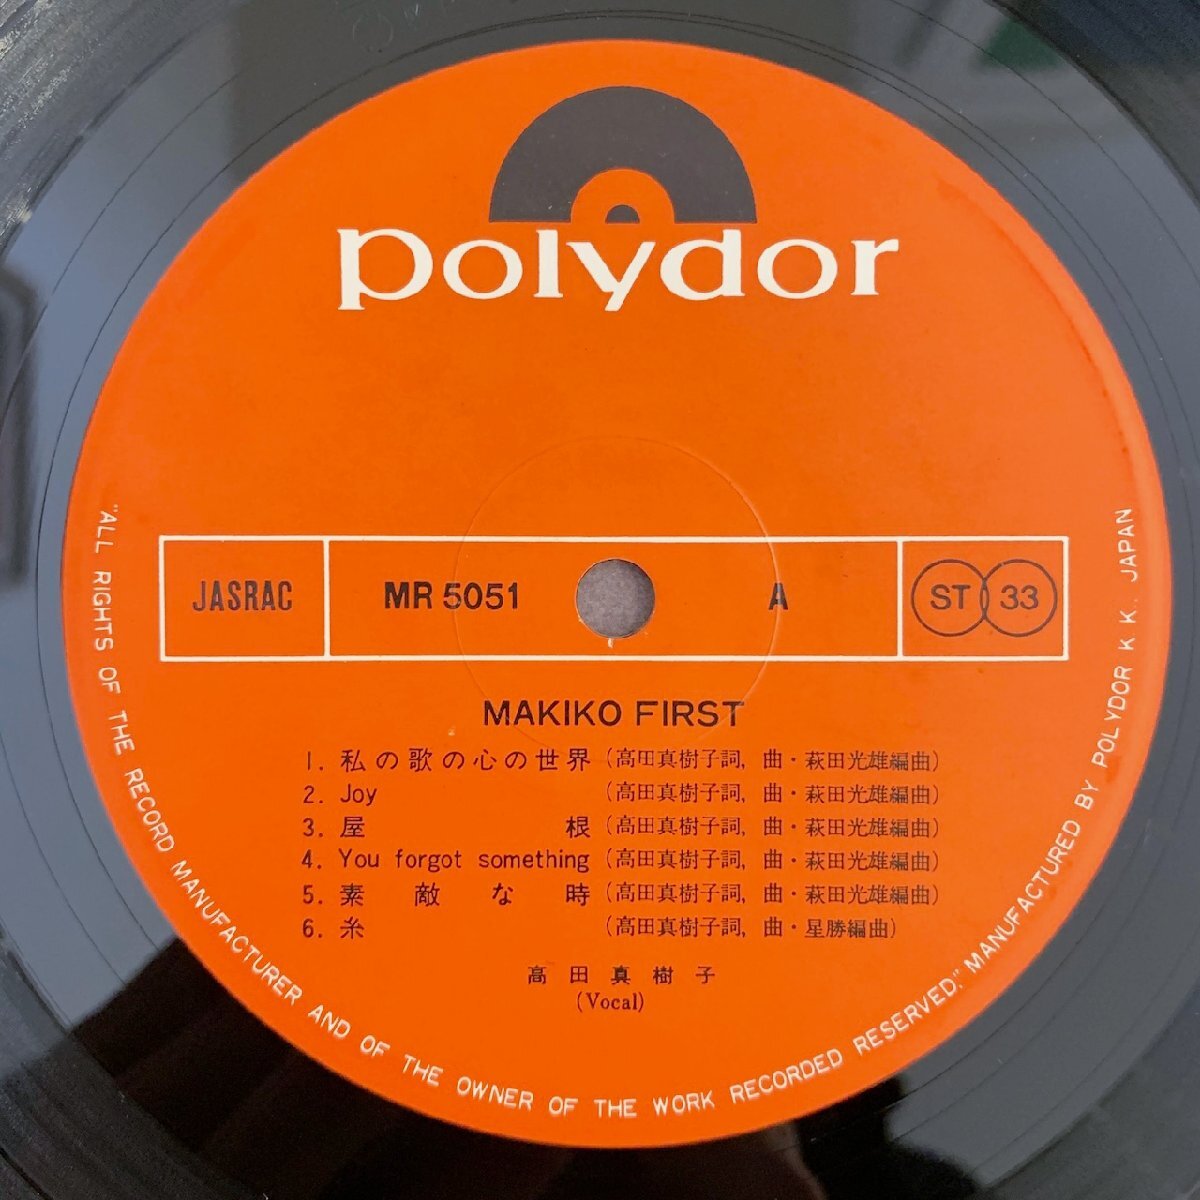 polydor
JASRAC
MR 5051
A
ST 33
MAKIKO FIRST
1. 私の歌の心の世界 (高田真樹子詞, 曲・萩田光雄編曲)
2. Joy (高田真樹子詞, 曲・萩田光雄編曲)
3. 屋根 (高田真樹子詞, 曲・萩田光雄編曲)
4. You forgot something (高田真樹子詞, 曲・萩田光雄編曲)
5. 素敵な時 (高田真樹子詞, 曲・萩田光雄編曲)
6. 糸 (高田真樹子詞, 曲・星勝編曲)
高田真樹子
(Vocal)
"ALL RIGHTS OF THE RECORD MANUFACTURER AND OF THE OWNER OF THE WORK RECORDED RESERVED," MANUFACTURED BY POLYDOR K K., JAPAN